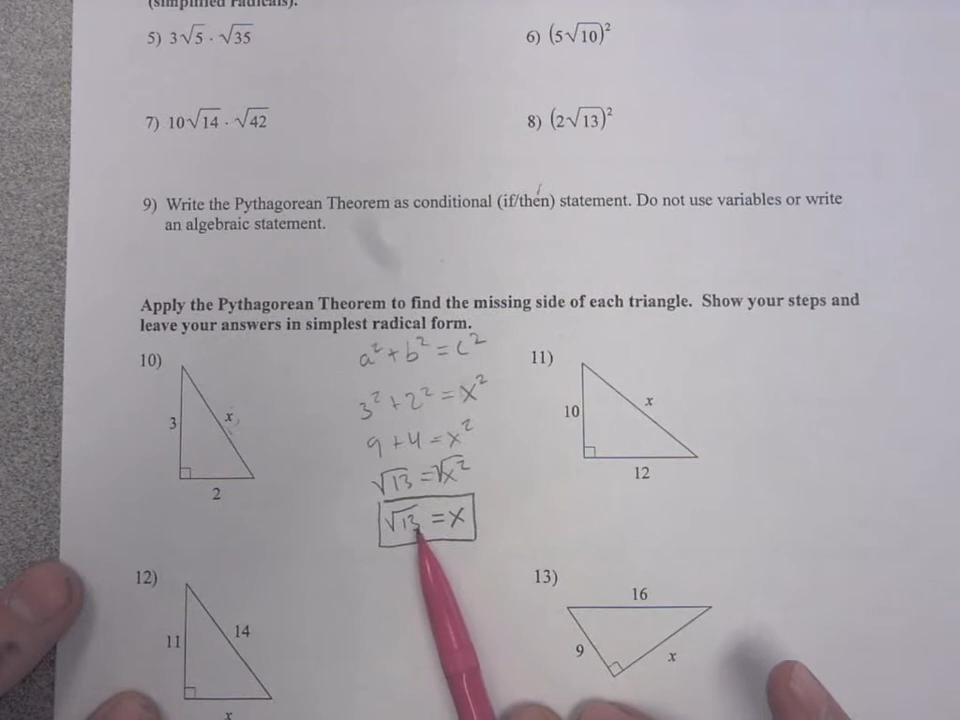 (simplified radicals).
5) 3√5 · √35
6) (5√10)²
7) 10√14 · √42
8) (2√13)²
9) Write the Pythagorean Theorem as conditional (if/then) statement. Do not use variables or write
an algebraic statement.
Apply the Pythagorean Theorem to find the missing side of each triangle. Show your steps and
leave your answers in simplest radical form.
10)
3
x
2
a² + b² = c²
3² + 2² = x²
9 + 4 = x²
√13 = √x²
√13 = x
11)
10
x
12
12)
11
14
x
13)
16
9
x